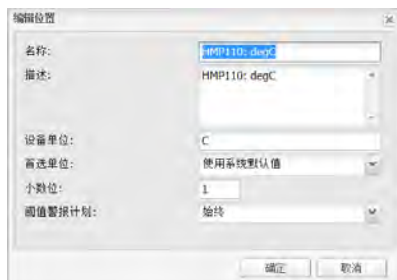 编辑位置
名称:
HMP110: degC
描述:
HMP110: degC
设备单位:
C
首选单位:
使用系统默认值
小数位:
1
阈值警报计划:
始终
确定
取消